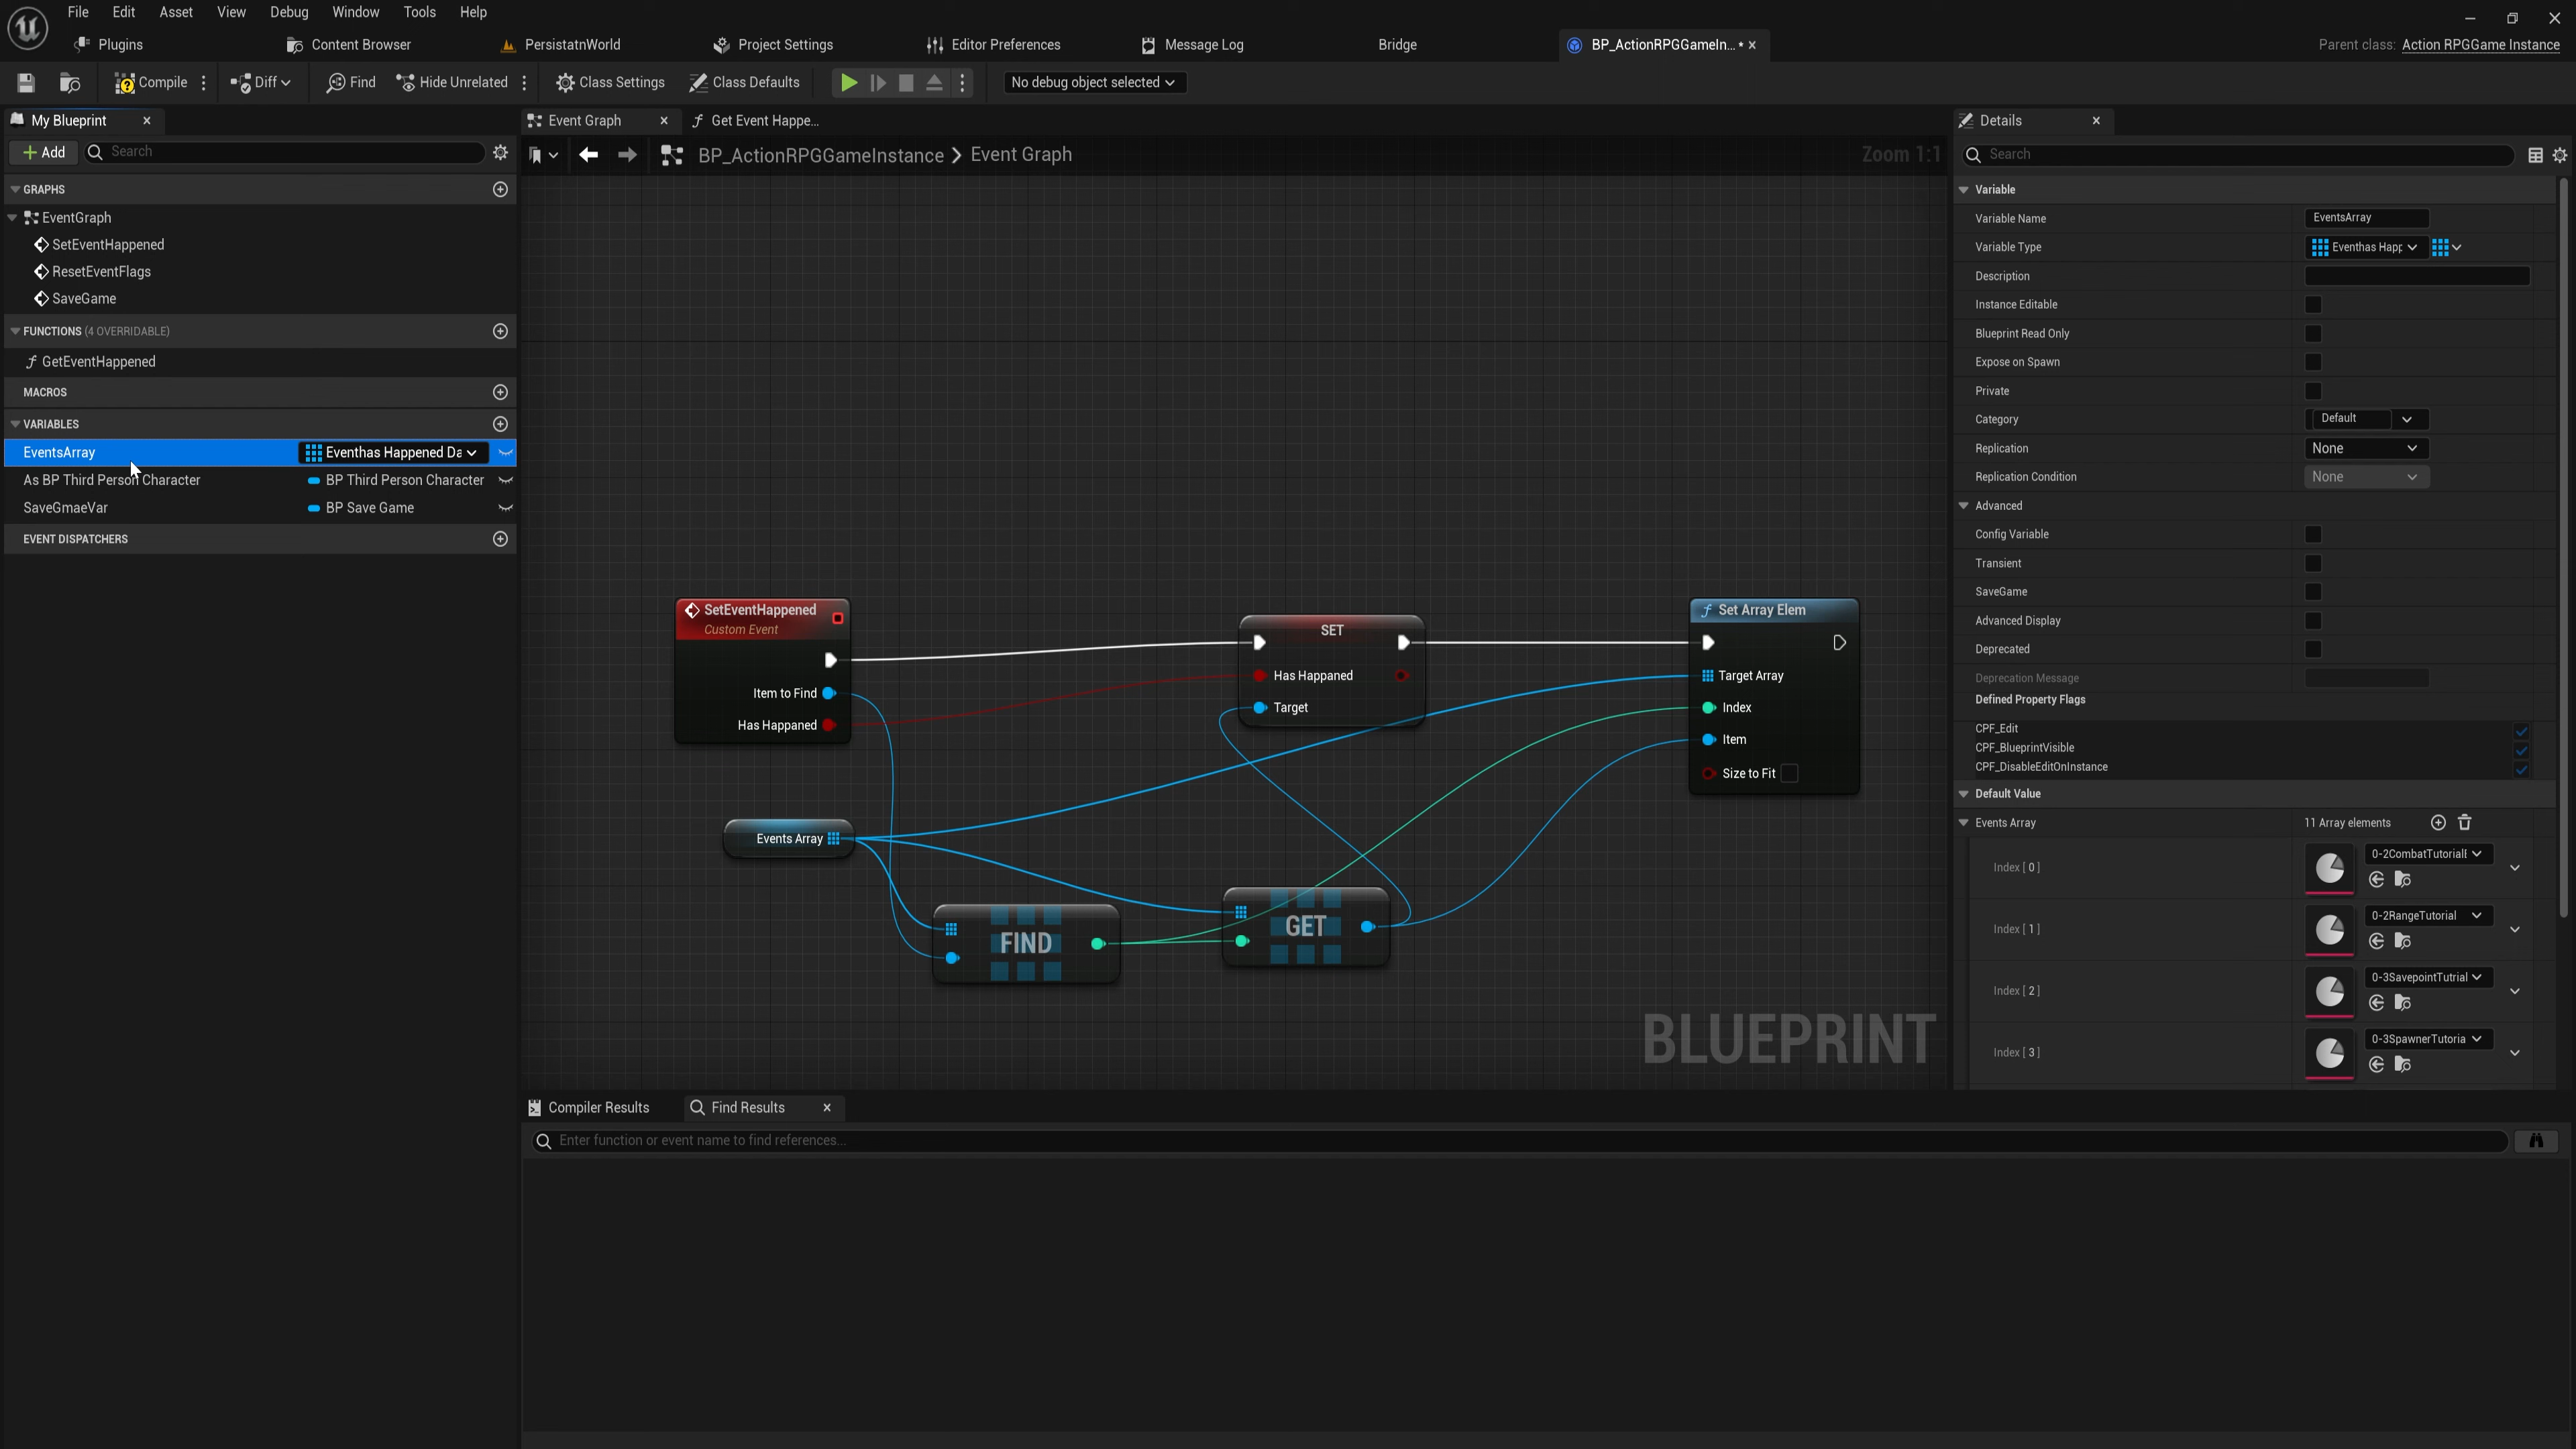 File Edit Asset View Debug Window Tools Help
Plugins Content Browser PersistatnWorld Project Settings Editor Preferences Message Log Bridge BP_ActionRPGGameIn... • Parent class: Action RPGGame Instance
Compile Diff Find Hide Unrelated Class Settings Class Defaults No debug object selected
My Blueprint
Add Search
GRAPHS
EventGraph
SetEventHappened
ResetEventFlags
SaveGame
FUNCTIONS (4 OVERRIDABLE)
GetEventHappened
MACROS
VARIABLES
EventsArray Eventhas Happened Da
As BP Third Person Character BP Third Person Character
SaveGmaeVar BP Save Game
EVENT DISPATCHERS
Event Graph Get Event Happe...
BP_ActionRPGGameInstance > Event Graph Zoom 1:1
SetEventHappened
Custom Event
Item to Find
Has Happaned
SET
Has Happaned
Target
Set Array Elem
Target Array
Index
Item
Size to Fit
Events Array
FIND
GET
BLUEPRINT
Compiler Results Find Results
Enter function or event name to find references...
Details
Search
Variable
Variable Name EventsArray
Variable Type Eventhas Happ
Description
Instance Editable
Blueprint Read Only
Expose on Spawn
Private
Category Default
Replication None
Replication Condition None
Advanced
Config Variable
Transient
SaveGame
Advanced Display
Deprecated
Deprecation Message
Defined Property Flags
CPF_Edit
CPF_BlueprintVisible
CPF_DisableEditOnInstance
Default Value
Events Array 11 Array elements
Index [ 0 ] 0-2CombatTutorialE
Index [ 1 ] 0-2RangeTutorial
Index [ 2 ] 0-3SavepointTutrial
Index [ 3 ] 0-3SpawnerTutoria